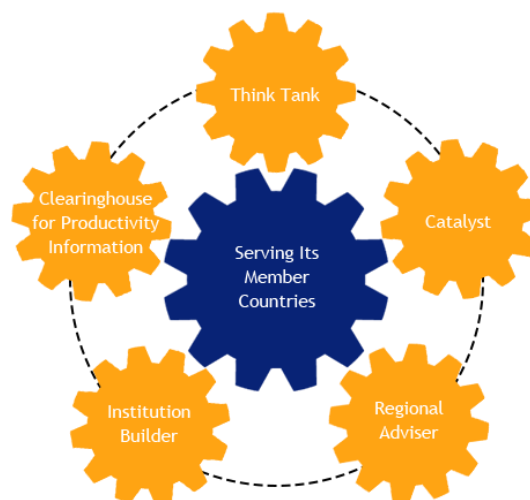 Think Tank
Clearinghouse
for Productivity
Information
Catalyst
Serving Its
Member
Countries
Institution
Builder
Regional
Adviser